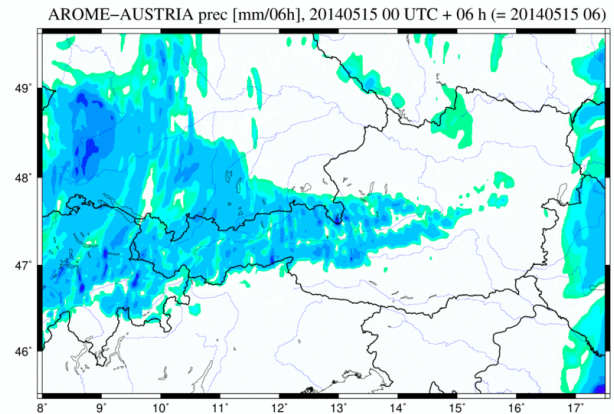 AROME−AUSTRIA prec [mm/06h], 20140515 00 UTC + 06 h (= 20140515 06)
49˚
48˚
47˚
46˚
8˚ 9˚ 10˚ 11˚ 12˚ 13˚ 14˚ 15˚ 16˚ 17˚